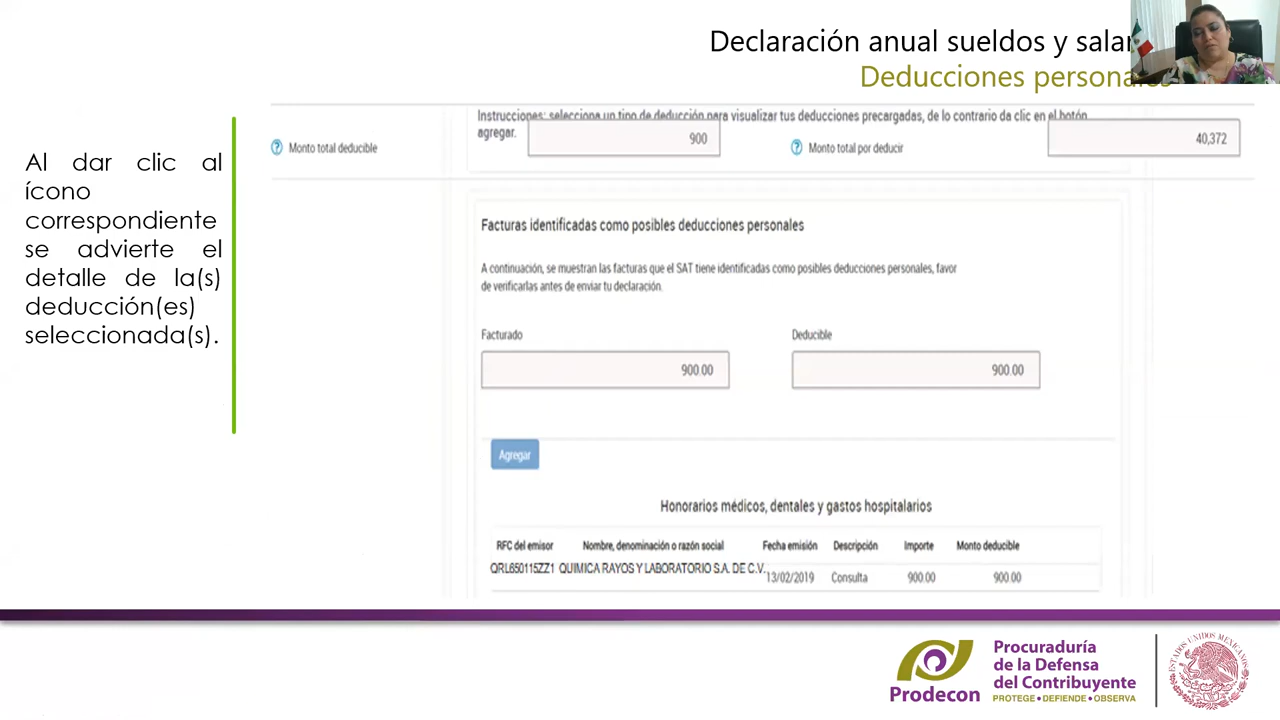 Declaración anual sueldos y salar
Deducciones personales
Al dar clic al
ícono
correspondiente
se advierte el
detalle de la(s)
deducción(es)
seleccionada(s).
Instrucciones: selecciona un tipo de deducción para visualizar tus deducciones precargadas, de lo contrario da clic en el botón
agregar.
Monto total deducible 900 Monto total por deducir 40,372
Facturas identificadas como posibles deducciones personales
A continuación, se muestran las facturas que el SAT tiene identificadas como posibles deducciones personales, favor
de verificarlas antes de enviar tu declaración.
Facturado Deducible
900.00 900.00
Agregar
Honorarios médicos, dentales y gastos hospitalarios
RFC del emisor Nombre, denominación o razón social Fecha emisión Descripción Importe Monto deducible
QRL650115ZZ1 QUIMICA RAYOS Y LABORATORIO S.A. DE C.V. 13/02/2019 Consulta 900.00 900.00
Prodecon
Procuraduría
de la Defensa
del Contribuyente
PROTEGE • DEFIENDE • OBSERVA
ESTADOS UNIDOS MEXICANOS